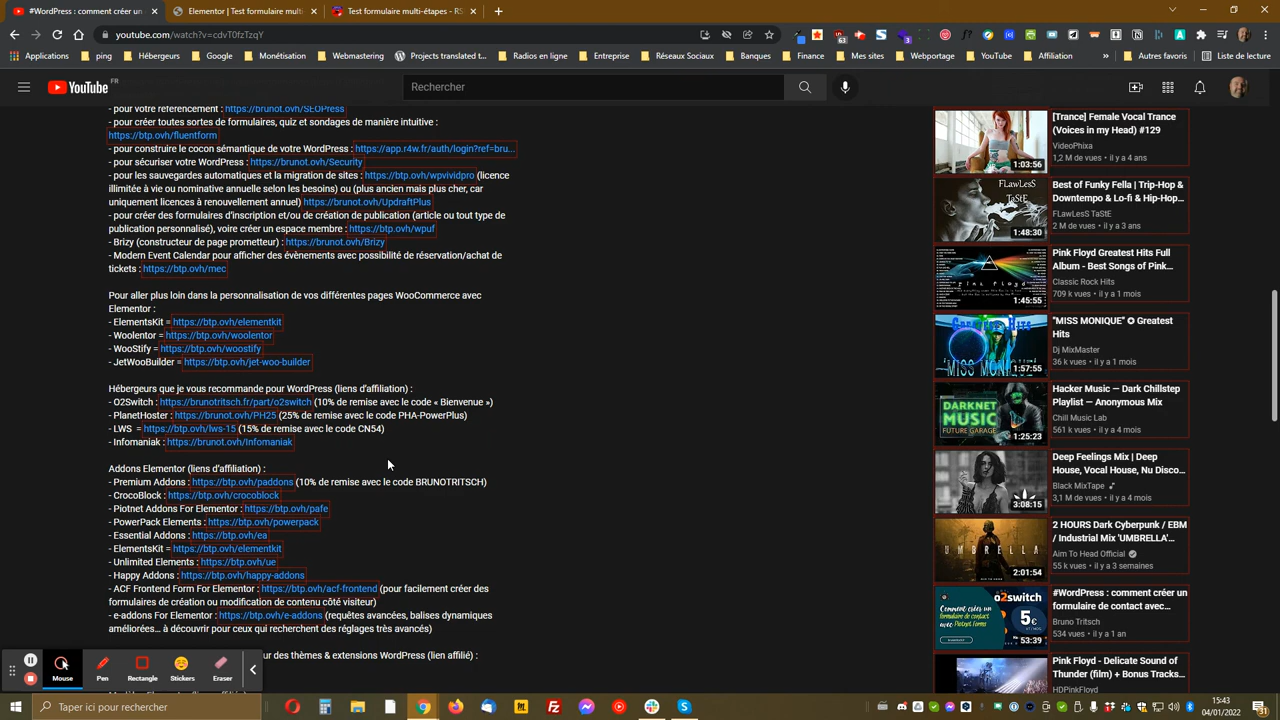 #WordPress : comment créer un
Elementor | Test formulaire multi-
Test formulaire multi-étapes - RS
youtube.com/watch?v=cdvT0fzTzqY
Applications
ping
Hébergeurs
Google
Monétisation
Webmastering
Projects translated t...
Radios en ligne
Entreprise
Réseaux Sociaux
Banques
Finance
Mes sites
Webportage
YouTube
Affiliation
»
Autres favoris
Liste de lecture
YouTube FR
Rechercher
- pour votre référencement : https://brunot.ovh/SEOPress
- pour créer toutes sortes de formulaires, quiz et sondages de manière intuitive :
https://btp.ovh/fluentform
- pour construire le cocon sémantique de votre WordPress : https://app.r4w.fr/auth/login?ref=bru...
- pour sécuriser votre WordPress : https://brunot.ovh/Security
- pour les sauvegardes automatiques et la migration de sites : https://btp.ovh/wpvividpro (licence
illimitée à vie ou nominative annuelle selon les besoins) ou (plus ancien mais plus cher, car
uniquement licences à renouvellement annuel) https://brunot.ovh/UpdraftPlus
- pour créer des formulaires d'inscription et/ou de création de publication (article ou tout type de
publication personnalisé), voir créer un espace membre : https://btp.ovh/wpuf
- Brizy (constructeur de page prometteur) : https://brunot.ovh/Brizy
- Modern Event Calendar pour afficher des évènements avec possibilité de réservation/achat de
tickets : https://btp.ovh/mec
Pour aller plus loin dans la personnalisation de toutes les pages Woocommerce avec
Elementor :
- ElementsKit = https://btp.ovh/elementkit
- Woolentor = https://btp.ovh/woolentor
- WooStify = https://btp.ovh/woostify
- JetWooBuilder = https://btp.ovh/jet-woo-builder
Hébergeurs que je vous recommande pour WordPress (liens d'affiliation) :
- O2Switch : https://brunotritsch.fr/part/o2switch (10% de remise avec le code « Bienvenue »)
- PlanetHoster : https://brunot.ovh/PH25 (25% de remise avec le code PHA-PowerPlus)
- LWS = https://btp.ovh/lws-15 (15% de remise avec le code CN54)
- Infomaniak : https://brunot.ovh/Infomaniak
Addons Elementor (liens d'affiliation) :
- Premium Addons : https://btp.ovh/paddons (10% de remise avec le code BRUNOTRITSCH)
- CrocoBlock : https://btp.ovh/crocoblock
- Piotnet Addons For Elementor : https://btp.ovh/pafe
- PowerPack Elements : https://btp.ovh/powerpack
- Essential Addons : https://btp.ovh/ea
- ElementsKit = https://btp.ovh/elementkit
- Unlimited Elements : https://btp.ovh/ue
- Happy Addons : https://btp.ovh/happy-addons
- ACF Frontend Form For Elementor : https://btp.ovh/acf-frontend (pour facilement créer des
formulaires de création ou modification de contenu côté visiteur)
- e-addons For Elementor : https://btp.ovh/e-addons (requêtes avancées, balises dynamiques
améliorées... à découvrir pour ceux qui recherchent des réglages très avancés)
ur des thèmes & extensions WordPress (lien affilié) :
[Trance] Female Vocal Trance
(Voices in my Head) #129
VideoPhixa
1,2 M de vues • il y a 4 ans
1:03:56
FLawLesS
TaStE
1:48:30
Best of Funky Fella | Trip-Hop &
Downtempo & Lo-fi & Hip-Hop...
FLawLesS TaStE
2 M de vues • il y a 3 ans
1:45:55
Pink Floyd Greatest Hits Full
Album - Best Songs of Pink...
Classic Rock Hits
709 k vues • il y a 1 mois
MISS MONIQUE
1:57:55
"MISS MONIQUE" ✪ Greatest
Hits
Dj MixMaster
36 k vues • il y a 1 mois
DARKNET
MUSIC
FUTURE GARAGE
1:25:23
Hacker Music — Dark Chillstep
Playlist — Anonymous Mix
Chill Music Lab
561 k vues • il y a 4 mois
3:08:15
Deep Feelings Mix | Deep
House, Vocal House, Nu Disco...
Black MixTape
3,1 M de vues • il y a 4 mois
UMBRELLA
2:01:54
2 HOURS Dark Cyberpunk / EBM
/ Industrial Mix 'UMBRELLA'...
Aim To Head Official
55 k vues • il y a 3 semaines
Comment créer un
formulaire de contact
avec Piotnet Forms
o2switch
5€
53:39
#WordPress : comment créer un
formulaire de contact avec...
Bruno Tritsch
534 vues • il y a 1 an
Pink Floyd - Delicate Sound of
Thunder (film) + Bonus Tracks...
HDPinkFloyd
Mouse
Pen
Rectangle
Stickers
Eraser
Taper ici pour rechercher
15:43
04/01/2022